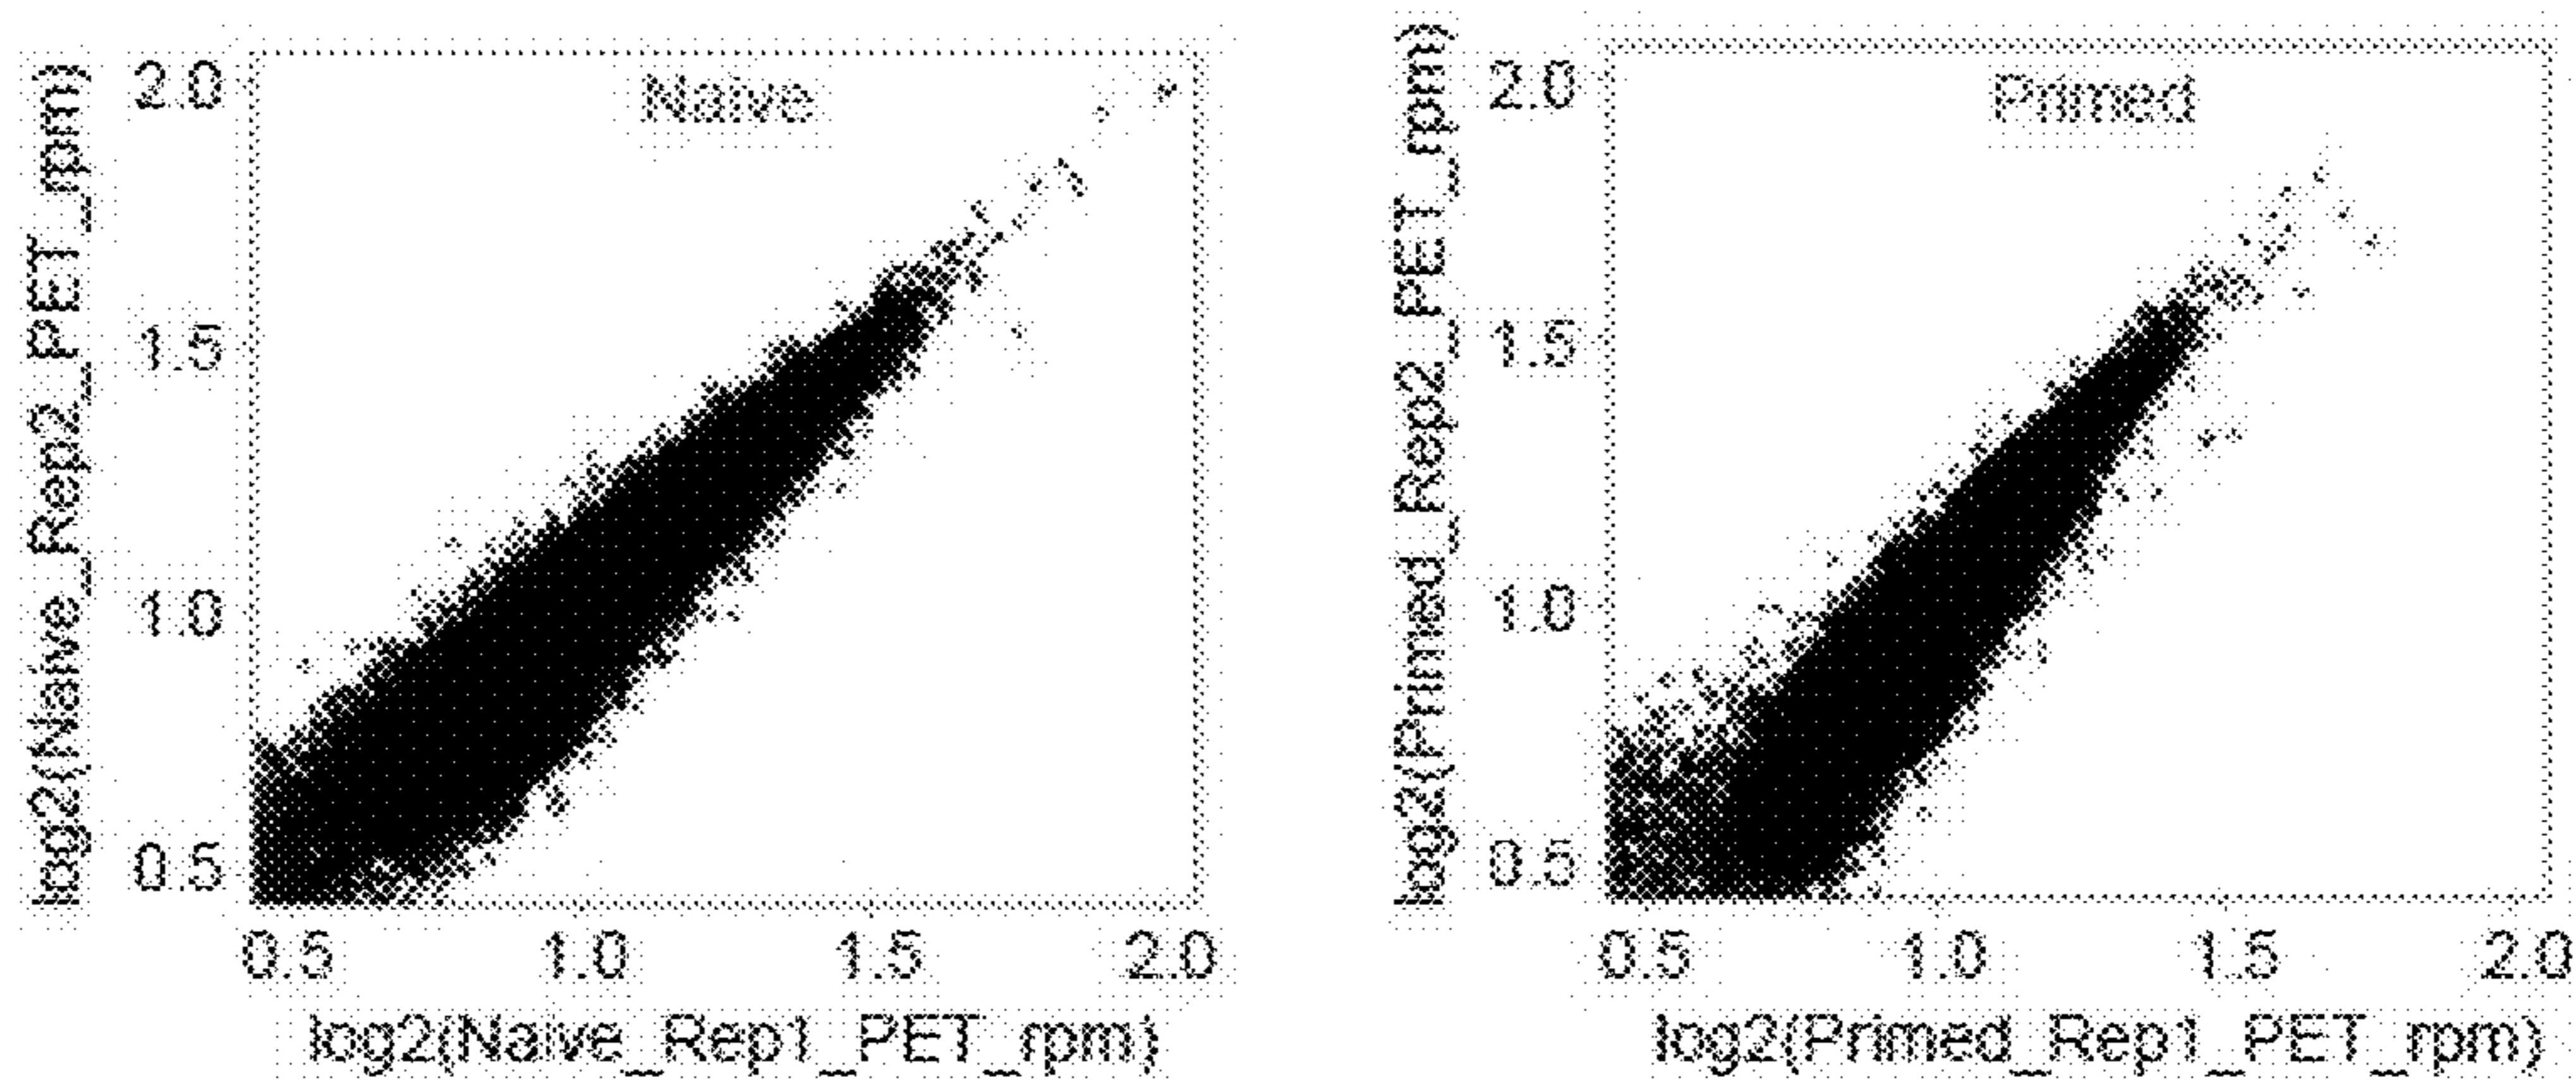 log2(Naive_Rep2_PET_rpm)
2.0
1.5
1.0
0.5
Naive
0.5 1.0 1.5 2.0
log2(Naive_Rep1_PET_rpm)
log2(Primed_Rep2_PET_rpm)
2.0
1.5
1.0
0.5
Primed
0.5 1.0 1.5 2.0
log2(Primed_Rep1_PET_rpm)